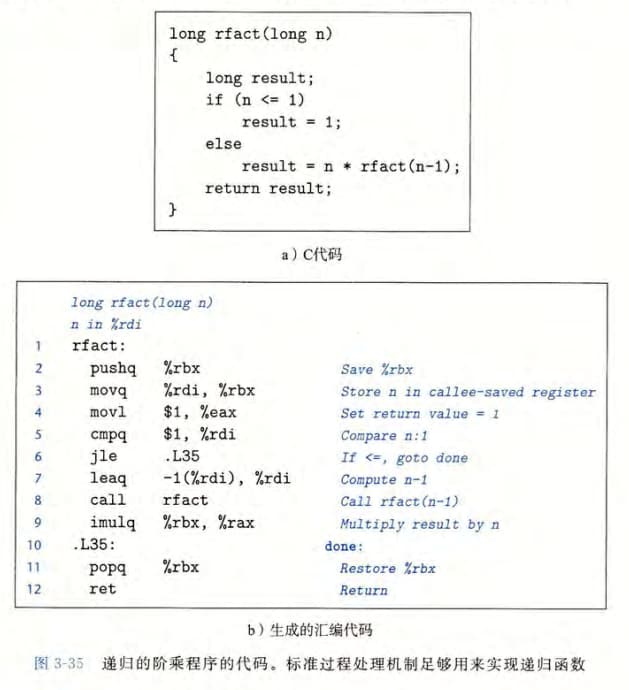 long rfact(long n)
{
    long result;
    if (n <= 1)
        result = 1;
    else
        result = n * rfact(n-1);
    return result;
}
a）C代码
long rfact(long n)
n in %rdi
1 rfact:
2 pushq %rbx Save %rbx
3 movq %rdi, %rbx Store n in callee-saved register
4 movl $1, %eax Set return value = 1
5 cmpq $1, %rdi Compare n:1
6 jle .L35 If <=, goto done
7 leaq -1(%rdi), %rdi Compute n-1
8 call rfact Call rfact(n-1)
9 imulq %rbx, %rax Multiply result by n
10 .L35: done:
11 popq %rbx Restore %rbx
12 ret Return
b）生成的汇编代码
图 3-35 递归的阶乘程序的代码。标准过程处理机制足够用来实现递归函数